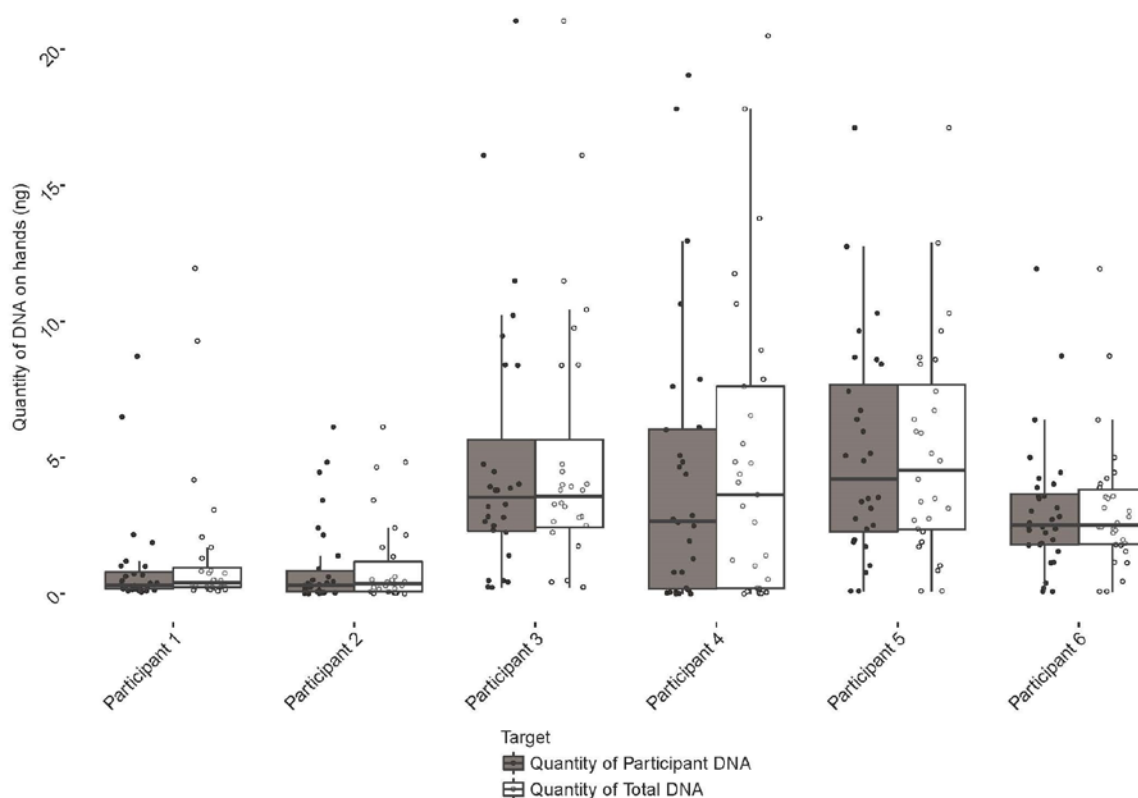 Quantity of DNA on hands (ng)
20
15
10
5
0
Participant 1
Participant 2
Participant 3
Participant 4
Participant 5
Participant 6
Target
Quantity of Participant DNA
Quantity of Total DNA